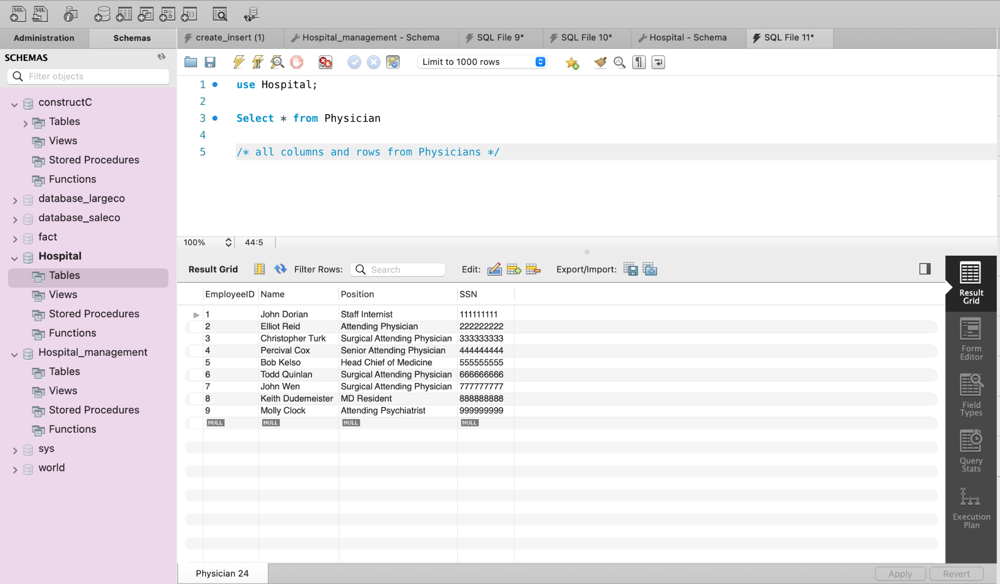 SQL
SQL
Administration
Schemas
create_insert (1)
Hospital_management - Schema
SQL File 9*
SQL File 10*
Hospital - Schema
SQL File 11*
SCHEMAS
Filter objects
constructC
Tables
Views
Stored Procedures
Functions
database_largeco
database_saleco
fact
Hospital
Tables
Views
Stored Procedures
Functions
Hospital_management
Tables
Views
Stored Procedures
Functions
sys
world
Limit to 1000 rows
1 use Hospital;
2
3 Select * from Physician
4
5 /* all columns and rows from Physicians */
100% 44:5
Result Grid Filter Rows: Search Edit: Export/Import:
EmployeeID Name Position SSN
1 John Dorian Staff Internist 111111111
2 Elliot Reid Attending Physician 222222222
3 Christopher Turk Surgical Attending Physician 333333333
4 Percival Cox Senior Attending Physician 444444444
5 Bob Kelso Head Chief of Medicine 555555555
6 Todd Quinlan Surgical Attending Physician 666666666
7 John Wen Surgical Attending Physician 777777777
8 Keith Dudemeister MD Resident 888888888
9 Molly Clock Attending Psychiatrist 999999999
NULL NULL NULL NULL
Result
Grid
Form
Editor
Field
Types
Query
Stats
Execution
Plan
Physician 24
Apply Revert